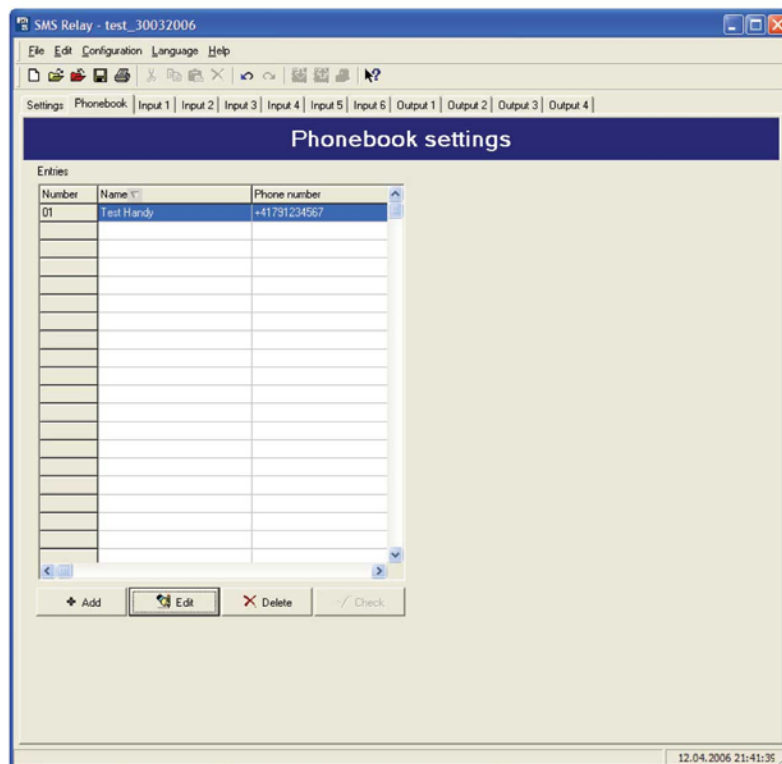 SMS Relay - test_30032006
File Edit Configuration Language Help
Settings Phonebook Input 1 Input 2 Input 3 Input 4 Input 5 Input 6 Output 1 Output 2 Output 3 Output 4
Phonebook settings
Entries
Number Name Phone number
01 Test Handy +41791234567
Add Edit Delete Check
12.04.2006 21:41:39